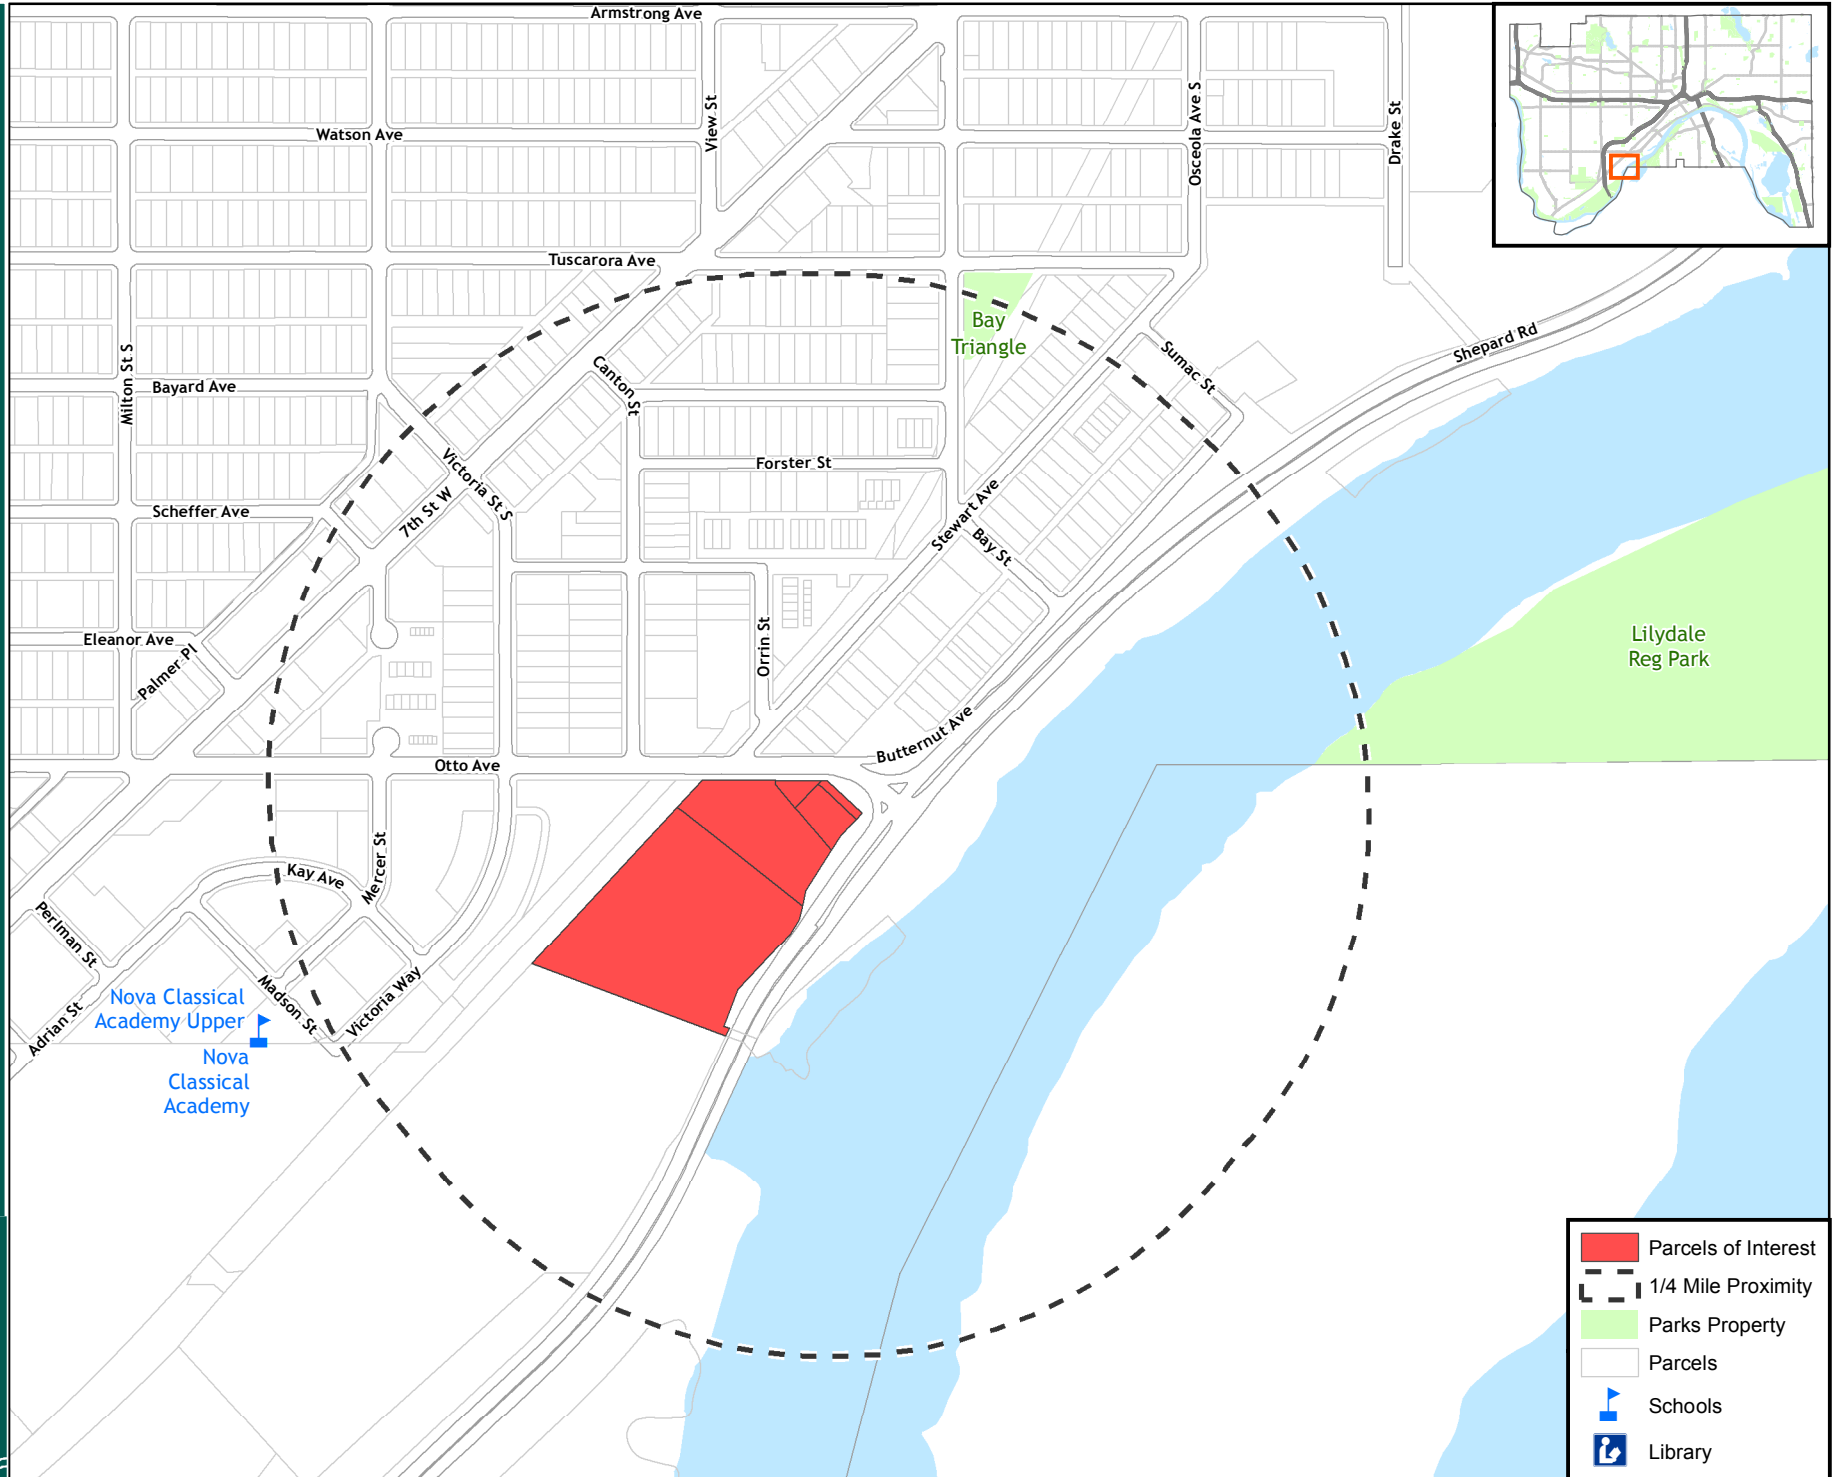 Armstrong Ave
View St
Osceola Ave S
Drake St
Watson Ave
Tuscarora Ave
Bay
Triangle
Shepard Rd
Sumac St
Milton St S
Bayard Ave
Canton St
Victoria St S
Forster St
7th St W
Scheffer Ave
Stewart Ave
Bay St
Eleanor Ave
Palmer Pl
Orrin St
Lilydale
Reg Park
Butternut Ave
Otto Ave
Mercer St
Kay Ave
Perlman St
Madson St
Victoria Way
Adrian St
Nova Classical
Academy Upper
Nova
Classical
Academy
Parcels of Interest
1/4 Mile Proximity
Parks Property
Parcels
Schools
Library